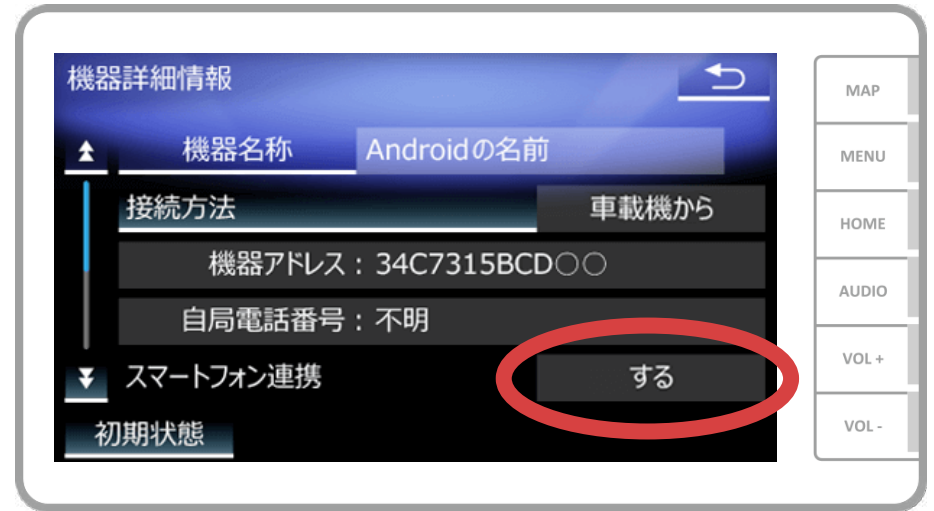 機器詳細情報
機器名称 Androidの名前
接続方法 車載機から
機器アドレス：34C7315BCD○○
自局電話番号：不明
スマートフォン連携 する
初期状態
MAP
MENU
HOME
AUDIO
VOL +
VOL -